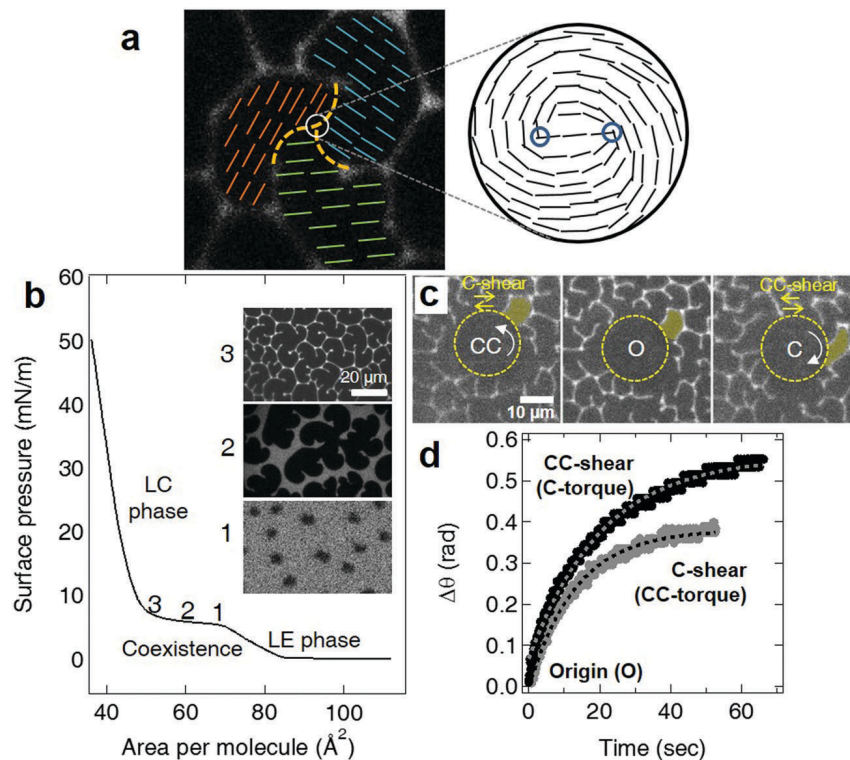 a
b
Surface pressure (mN/m)
60
50
40
30
20
10
0
40
60
80
100
Area per molecule (Å²)
LC
phase
3
2
1
Coexistence
LE phase
3
20 μm
2
1
c
C-shear
CC
10 μm
O
CC-shear
C
d
Δθ (rad)
0.6
0.5
0.4
0.3
0.2
0.1
0.0
0
20
40
60
Time (sec)
CC-shear
(C-torque)
C-shear
(CC-torque)
Origin (O)